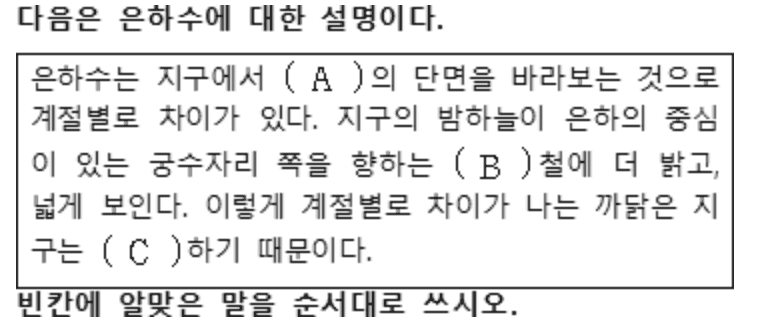 다음은 은하수에 대한 설명이다.
은하수는 지구에서 ( A )의 단면을 바라보는 것으로
계절별로 차이가 있다. 지구의 밤하늘이 은하의 중심
이 있는 궁수자리 쪽을 향하는 ( B )철에 더 밝고,
넓게 보인다. 이렇게 계절별로 차이가 나는 까닭은 지
구는 ( C )하기 때문이다.
빈칸에 알맞은 말을 순서대로 쓰시오.